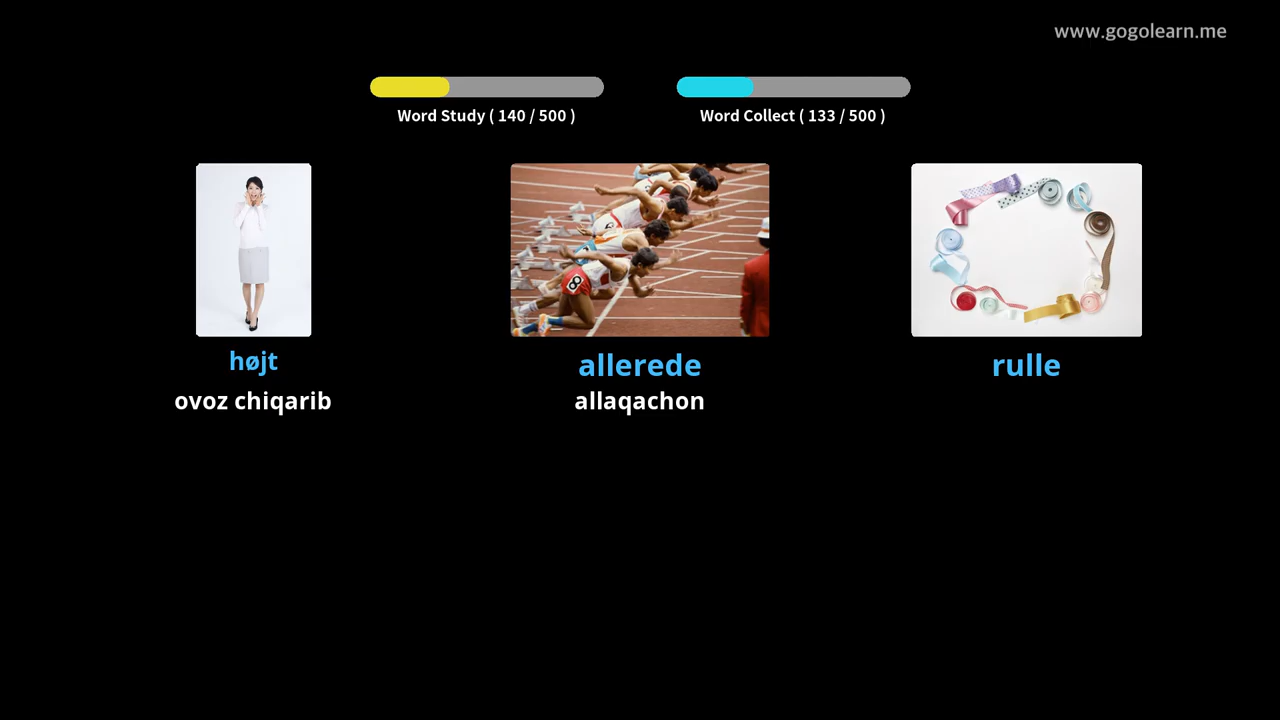 www.gogolearn.me
Word Study ( 140 / 500 )
Word Collect ( 133 / 500 )
højt
allerede
rulle
ovoz chiqarib
allaqachon